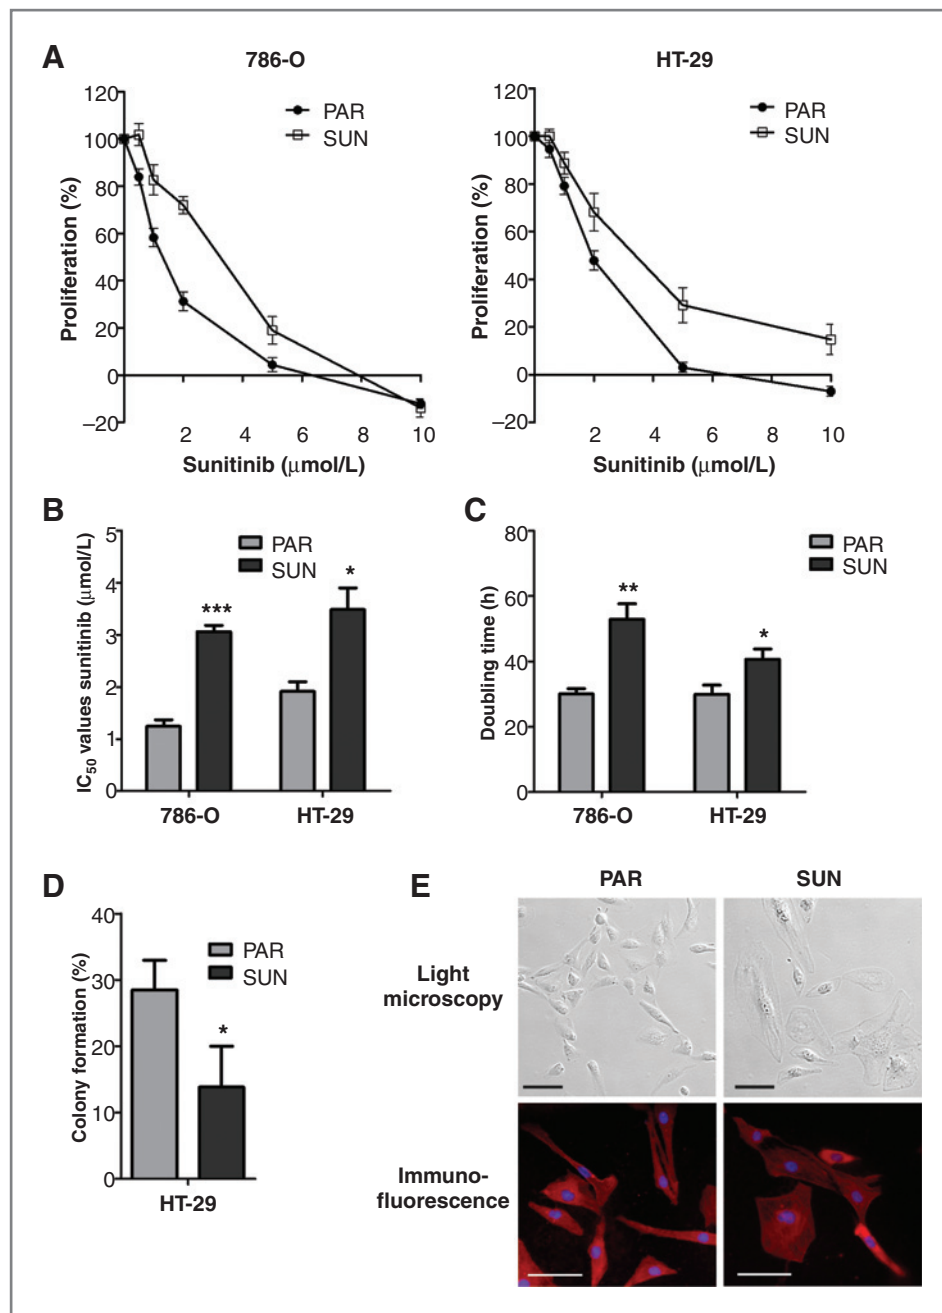 A
786-O
HT-29
PAR
SUN
PAR
SUN
Proliferation (%)
120
100
80
60
40
20
0
–20
2 4 6 8 10
Sunitinib (μmol/L)
Proliferation (%)
120
100
80
60
40
20
0
–20
2 4 6 8 10
Sunitinib (μmol/L)
B
IC50 values sunitinib (μmol/L)
5
4
3
2
1
0
PAR
SUN
***
*
786-O HT-29
C
Doubling time (h)
80
60
40
20
0
PAR
SUN
**
*
786-O HT-29
D
Colony formation (%)
40
30
20
10
0
PAR
SUN
*
HT-29
E
PAR SUN
Light
microscopy
Immuno-
fluorescence